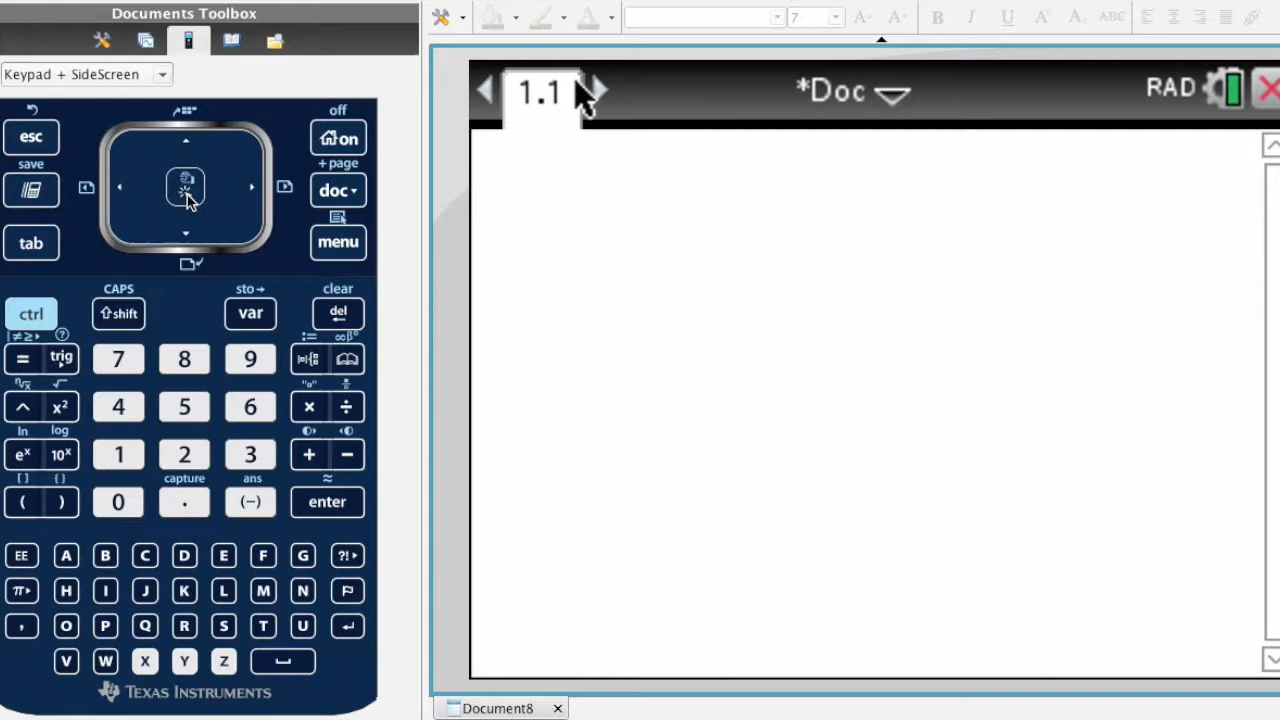 Documents Toolbox
Keypad + SideScreen
7
B I U A A ABC
1.1 *Doc RAD
off
esc on
save + page
doc
tab menu
CAPS sto→ clear
ctrl ⇧shift var del
= trig 7 8 9
^ x² 4 5 6 × ÷
ln log
eˣ 10ˣ 1 2 3 + −
[ ] { } capture ans ≈
( ) 0 . (−) enter
EE A B C D E F G ?!▸
π▸ H I J K L M N
, O P Q R S T U
V W X Y Z
TEXAS INSTRUMENTS
Document8